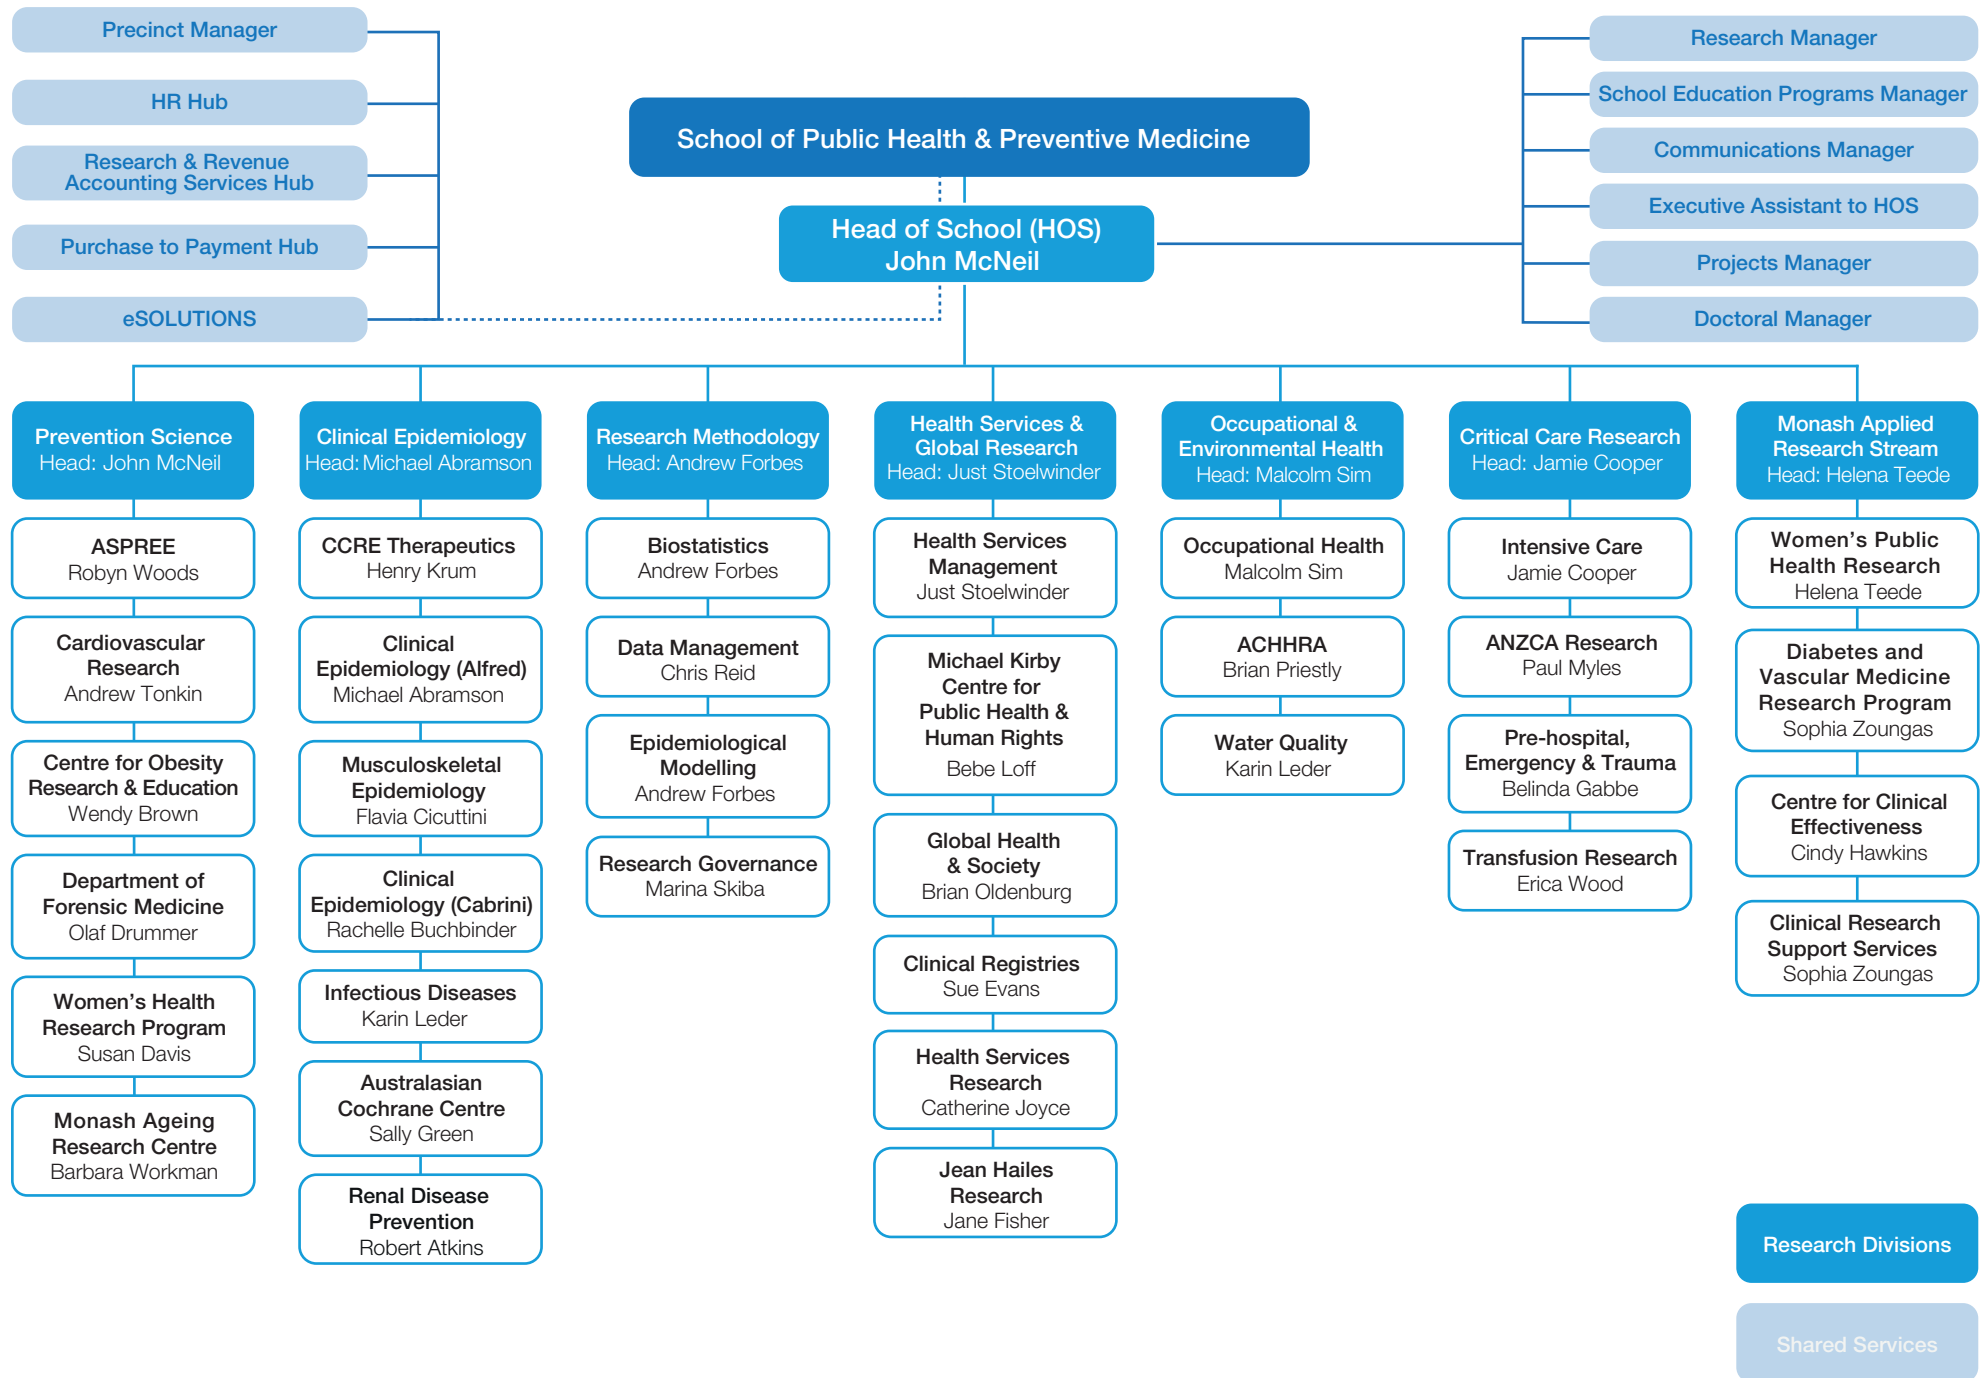 Precinct Manager
HR Hub
Research & Revenue
Accounting Services Hub
Purchase to Payment Hub
eSOLUTIONS
School of Public Health & Preventive Medicine
Head of School (HOS)
John McNeil
Research Manager
School Education Programs Manager
Communications Manager
Executive Assistant to HOS
Projects Manager
Doctoral Manager
Prevention Science
Head: John McNeil
ASPREE
Robyn Woods
Cardiovascular
Research
Andrew Tonkin
Centre for Obesity
Research & Education
Wendy Brown
Department of
Forensic Medicine
Olaf Drummer
Women's Health
Research Program
Susan Davis
Monash Ageing
Research Centre
Barbara Workman
Clinical Epidemiology
Head: Michael Abramson
CCRE Therapeutics
Henry Krum
Clinical
Epidemiology (Alfred)
Michael Abramson
Musculoskeletal
Epidemiology
Flavia Cicuttini
Clinical
Epidemiology (Cabrini)
Rachelle Buchbinder
Infectious Diseases
Karin Leder
Australasian
Cochrane Centre
Sally Green
Renal Disease
Prevention
Robert Atkins
Research Methodology
Head: Andrew Forbes
Biostatistics
Andrew Forbes
Data Management
Chris Reid
Epidemiological
Modelling
Andrew Forbes
Research Governance
Marina Skiba
Health Services &
Global Research
Head: Just Stoelwinder
Health Services
Management
Just Stoelwinder
Michael Kirby
Centre for
Public Health &
Human Rights
Bebe Loff
Global Health
& Society
Brian Oldenburg
Clinical Registries
Sue Evans
Health Services
Research
Catherine Joyce
Jean Hailes
Research
Jane Fisher
Occupational &
Environmental Health
Head: Malcolm Sim
Occupational Health
Malcolm Sim
ACHHRA
Brian Priestly
Water Quality
Karin Leder
Critical Care Research
Head: Jamie Cooper
Intensive Care
Jamie Cooper
ANZCA Research
Paul Myles
Pre-hospital,
Emergency & Trauma
Belinda Gabbe
Transfusion Research
Erica Wood
Monash Applied
Research Stream
Head: Helena Teede
Women's Public
Health Research
Helena Teede
Diabetes and
Vascular Medicine
Research Program
Sophia Zoungas
Centre for Clinical
Effectiveness
Cindy Hawkins
Clinical Research
Support Services
Sophia Zoungas
Research Divisions
Shared Services